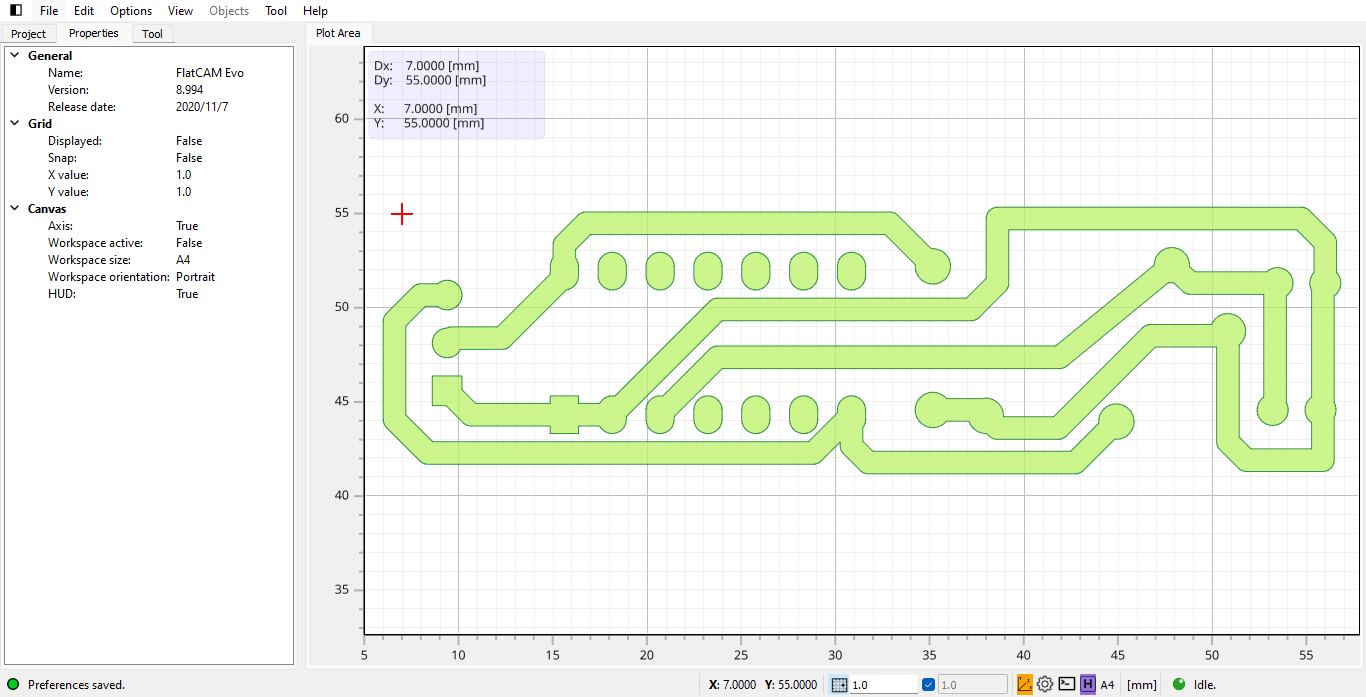 File Edit Options View Objects Tool Help
Project Properties Tool
General
Name: FlatCAM Evo
Version: 8.994
Release date: 2020/11/7
Grid
Displayed: False
Snap: False
X value: 1.0
Y value: 1.0
Canvas
Axis: True
Workspace active: False
Workspace size: A4
Workspace orientation: Portrait
HUD: True
Plot Area
Dx: 7.0000 [mm]
Dy: 55.0000 [mm]
X: 7.0000 [mm]
Y: 55.0000 [mm]
60
55
50
45
40
35
5 10 15 20 25 30 35 40 45 50 55
Preferences saved.
X: 7.0000 Y: 55.0000 1.0 1.0 H A4 [mm] Idle.